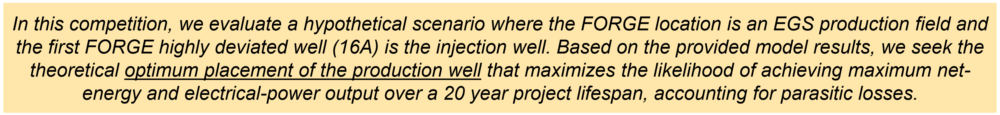 In this competition, we evaluate a hypothetical scenario where the FORGE location is an EGS production field and
the first FORGE highly deviated well (16A) is the injection well. Based on the provided model results, we seek the
theoretical optimum placement of the production well that maximizes the likelihood of achieving maximum net-
energy and electrical-power output over a 20 year project lifespan, accounting for parasitic losses.